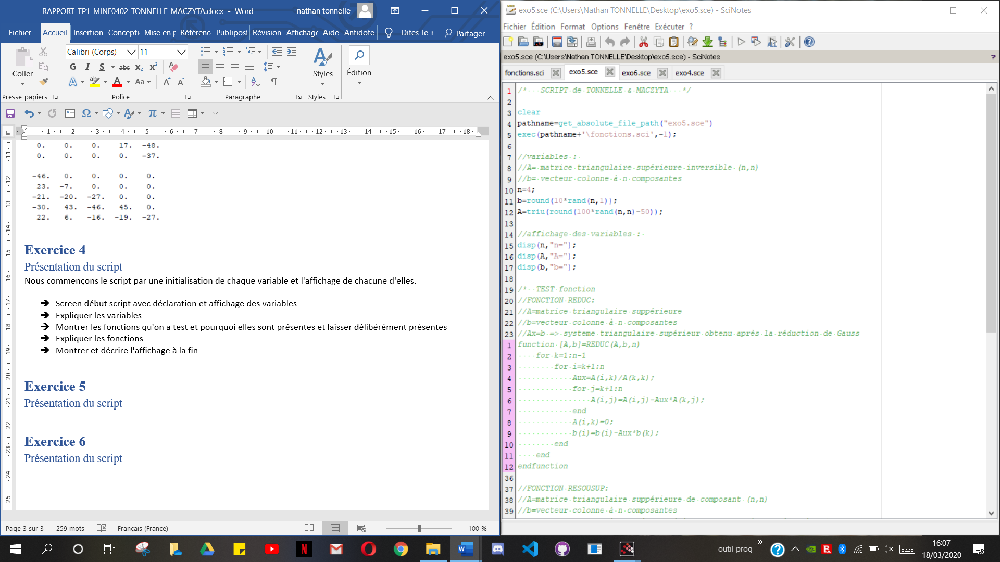 RAPPORT_TP1_MINF0402_TONNELLE_MACZYTA.docx - Word
nathan tonnelle
Fichier Accueil Insertion Concepti Mise en p Référenc Publipost Révision Affichage Aide Antidote Dites-le-r Partager
Calibri (Corps) 11
Coller
G I S abc x₂ x²
Aa
Styles
Édition
Presse-papiers Police Paragraphe Styles
1 2 3 4 5 6 7 8 9 10 11 12 13 14 15 16 17 18
0. 0. 0. 17. -48.
0. 0. 0. 0. -37.
-46. 0. 0. 0. 0.
23. -7. 0. 0. 0.
-21. -20. -27. 0. 0.
-30. 43. -46. 45. 0.
22. 6. -16. -19. -27.
Exercice 4
Présentation du script
Nous commençons le script par une initialisation de chaque variable et l'affichage de chacune d'elles.
➔ Screen début script avec déclaration et affichage des variables
➔ Expliquer les variables
➔ Montrer les fonctions qu'on a test et pourquoi elles sont présentes et laisser délibérément présentes
➔ Expliquer les fonctions
➔ Montrer et décrire l'affichage à la fin
Exercice 5
Présentation du script
Exercice 6
Présentation du script
11 12 13 14 15 16 17 18 19 20 21 22 23 24 25
Page 3 sur 3 259 mots Français (France) 100 %
exo5.sce (C:\Users\Nathan TONNELLE\Desktop\exo5.sce) - SciNotes
Fichier Édition Format Options Fenêtre Exécuter ?
exo5.sce (C:\Users\Nathan TONNELLE\Desktop\exo5.sce) - SciNotes ?
fonctions.sci exo5.sce exo6.sce exo4.sce
1 /* SCRIPT de TONNELLE & MACZYTA */
2
3 clear
4 pathname=get_absolute_file_path("exo5.sce")
5 exec(pathname+'\fonctions.sci',-1);
6
7 //variables :
8 //A= matrice triangulaire supérieure inversible (n,n)
9 //b= vecteur colonne à n composantes
10 n=4;
11 b=round(10*rand(n,1));
12 A=triu(round(100*rand(n,n)-50));
13
14 //affichage des variables :
15 disp(n,"n=");
16 disp(A,"A=");
17 disp(b,"b=");
18
19 /* TEST fonction
20 //FONCTION REDUC:
21 //A=matrice triangulaire suppérieure
22 //b=vecteur colonne à n composantes
23 //Ax=b => systeme triangulaire supérieur obtenu après la réduction de Gauss
1 function [A,b]=REDUC(A,b,n)
2 for k=1:n-1
3 for i=k+1:n
4 Aux=A(i,k)/A(k,k);
5 for j=k+1:n
6 A(i,j)=A(i,j)-Aux*A(k,j);
7 end
8 A(i,k)=0;
9 b(i)=b(i)-Aux*b(k);
10 end
11 end
12 endfunction
36
37 //FONCTION RESOUSUP:
38 //A=matrice triangulaire suppérieure de composant (n,n)
39 //b=vecteur colonne à n composantes
outil prog
16:07
18/03/2020